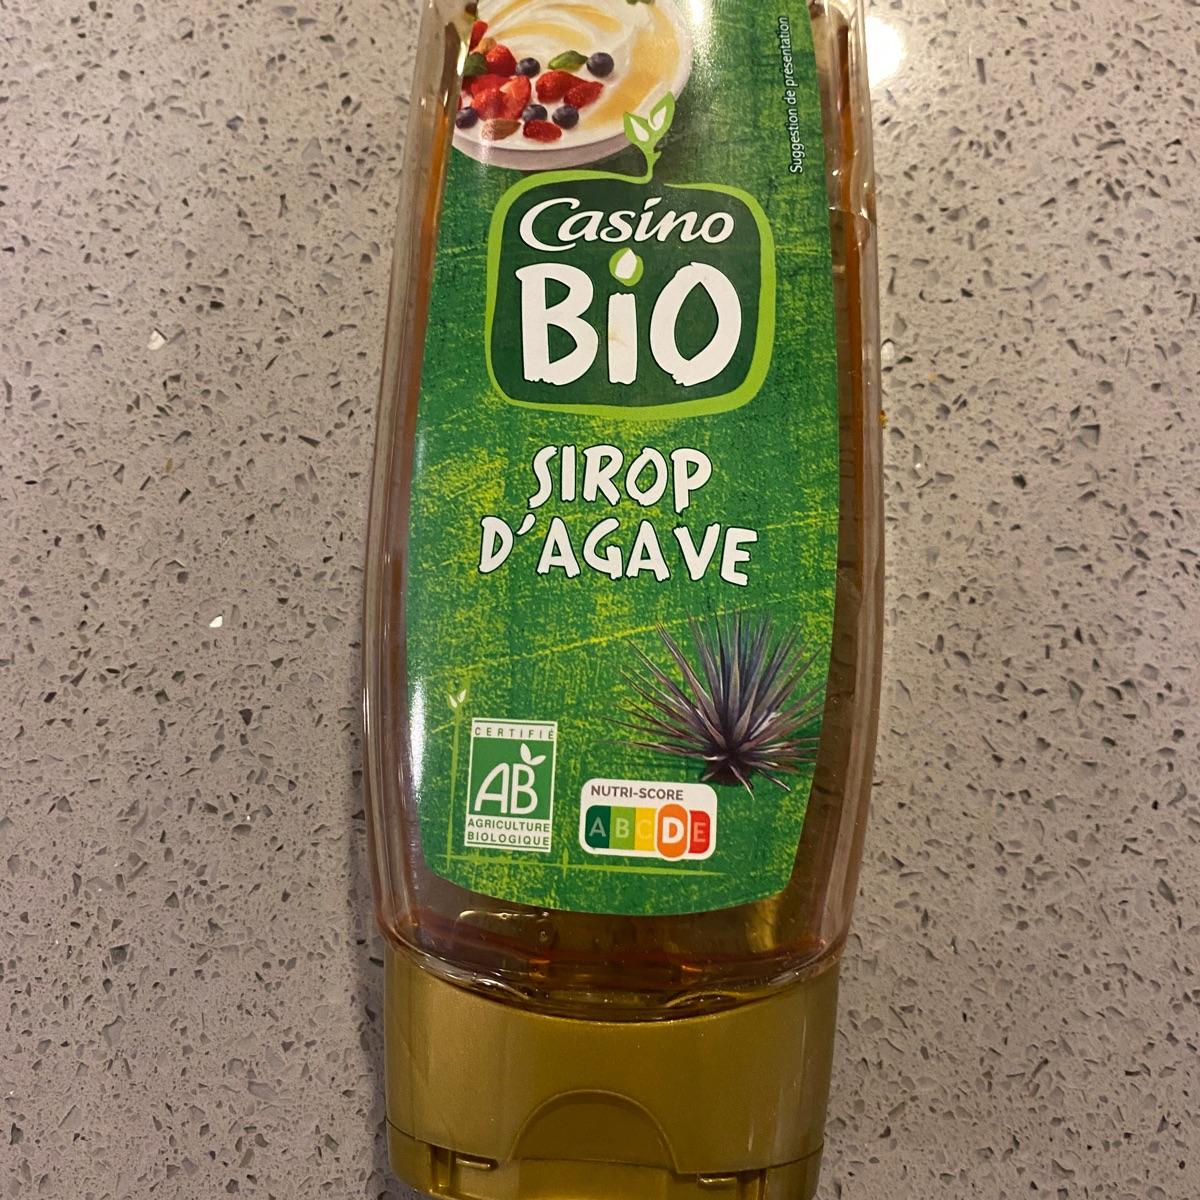 Suggestion de présentation
Casino
BiO
SIROP
D'AGAVE
CERTIFIÉ
AB
AGRICULTURE
BIOLOGIQUE
NUTRI-SCORE
A B C D E